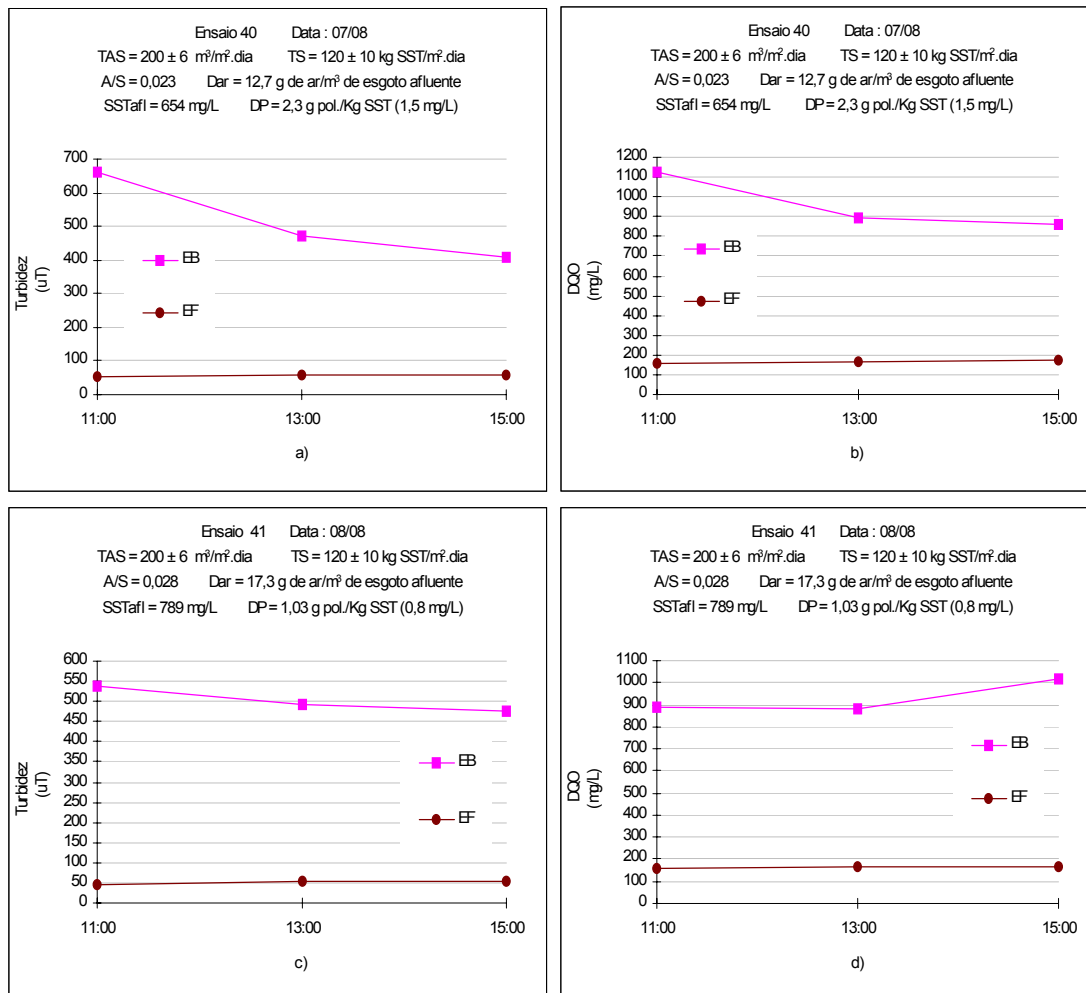 Ensaio 40 Data : 07/08
TAS = 200 ± 6 m³/m².dia TS = 120 ± 10 kg SST/m².dia
A/S = 0,023 Dar = 12,7 g de ar/m³ de esgoto afluente
SSTafl = 654 mg/L DP = 2,3 g pol./Kg SST (1,5 mg/L)
700
600
500
400
300
200
100
0
Turbidez
(uT)
EB
EF
11:00 13:00 15:00
a)
Ensaio 40 Data : 07/08
TAS = 200 ± 6 m³/m².dia TS = 120 ± 10 kg SST/m².dia
A/S = 0,023 Dar = 12,7 g de ar/m³ de esgoto afluente
SSTafl = 654 mg/L DP = 2,3 g pol./Kg SST (1,5 mg/L)
1200
1100
1000
900
800
700
600
500
400
300
200
100
0
DQO
(mg/L)
EB
EF
11:00 13:00 15:00
b)
Ensaio 41 Data : 08/08
TAS = 200 ± 6 m³/m².dia TS = 120 ± 10 kg SST/m².dia
A/S = 0,028 Dar = 17,3 g de ar/m³ de esgoto afluente
SSTafl = 789 mg/L DP = 1,03 g pol./Kg SST (0,8 mg/L)
600
550
500
450
400
350
300
250
200
150
100
50
0
Turbidez
(uT)
EB
EF
11:00 13:00 15:00
c)
Ensaio 41 Data : 08/08
TAS = 200 ± 6 m³/m².dia TS = 120 ± 10 kg SST/m².dia
A/S = 0,028 Dar = 17,3 g de ar/m³ de esgoto afluente
SSTafl = 789 mg/L DP = 1,03 g pol./Kg SST (0,8 mg/L)
1100
1000
900
800
700
600
500
400
300
200
100
0
DQO
(mg/L)
EB
EF
11:00 13:00 15:00
d)